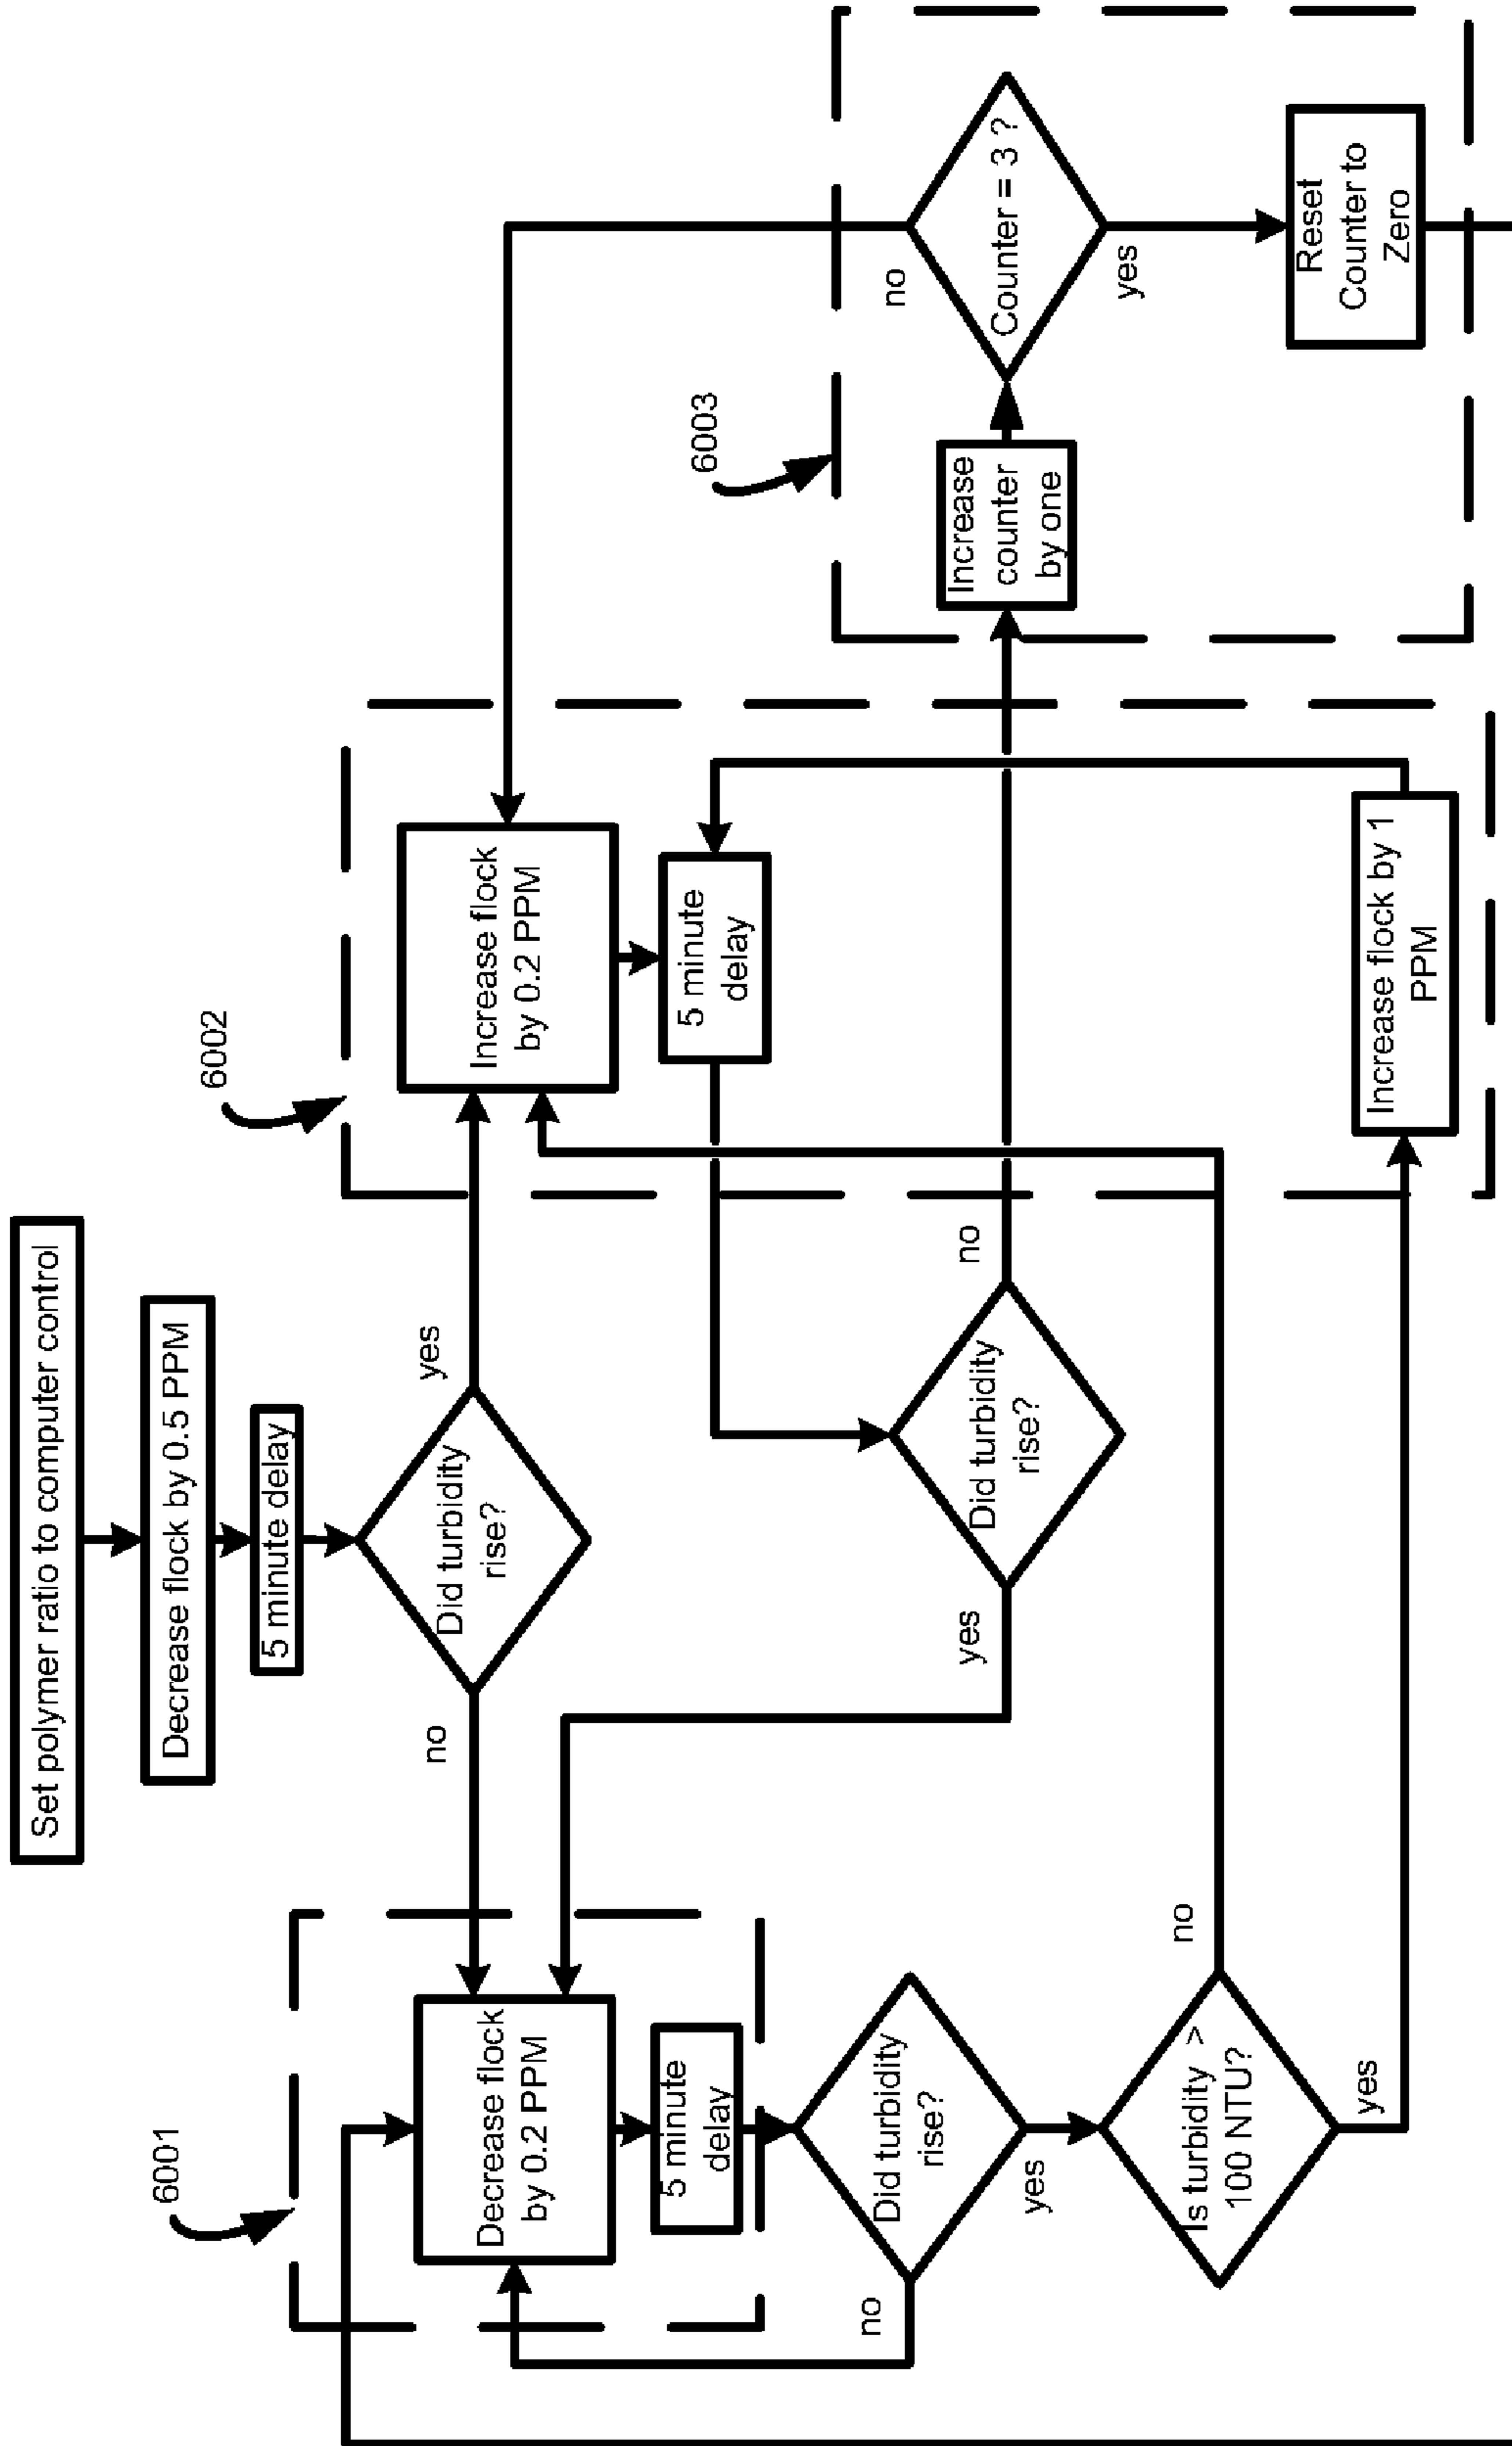 Set polymer ratio to computer control
Decrease flock by 0.5 PPM
5 minute delay
Did turbidity
rise?
no
yes
6001
Decrease flock
by 0.2 PPM
5 minute
delay
Did turbidity
rise?
no
yes
Is turbidity >
100 NTU?
no
yes
6002
Increase flock
by 0.2 PPM
5 minute
delay
Did turbidity
rise?
yes
no
Increase flock by 1
PPM
6003
Increase
counter
by one
Counter = 3 ?
no
yes
Reset
Counter to
Zero